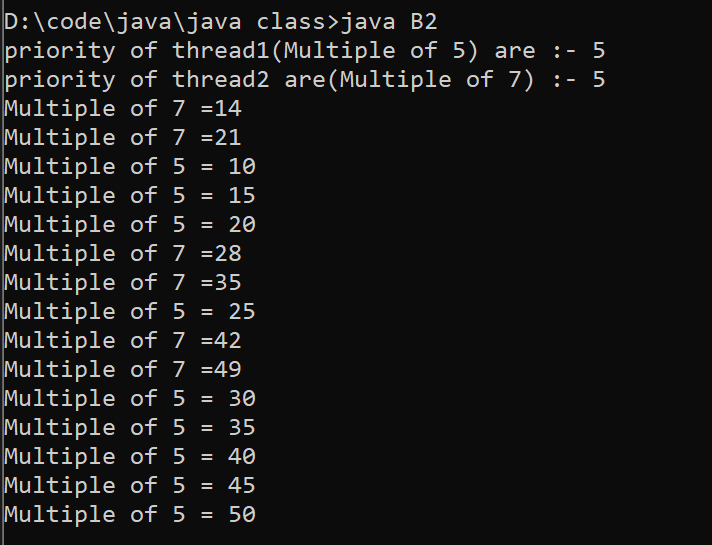 D:\code\java\java class>java B2
priority of thread1(Multiple of 5) are :- 5
priority of thread2 are(Multiple of 7) :- 5
Multiple of 7 =14
Multiple of 7 =21
Multiple of 5 = 10
Multiple of 5 = 15
Multiple of 5 = 20
Multiple of 7 =28
Multiple of 7 =35
Multiple of 5 = 25
Multiple of 7 =42
Multiple of 7 =49
Multiple of 5 = 30
Multiple of 5 = 35
Multiple of 5 = 40
Multiple of 5 = 45
Multiple of 5 = 50